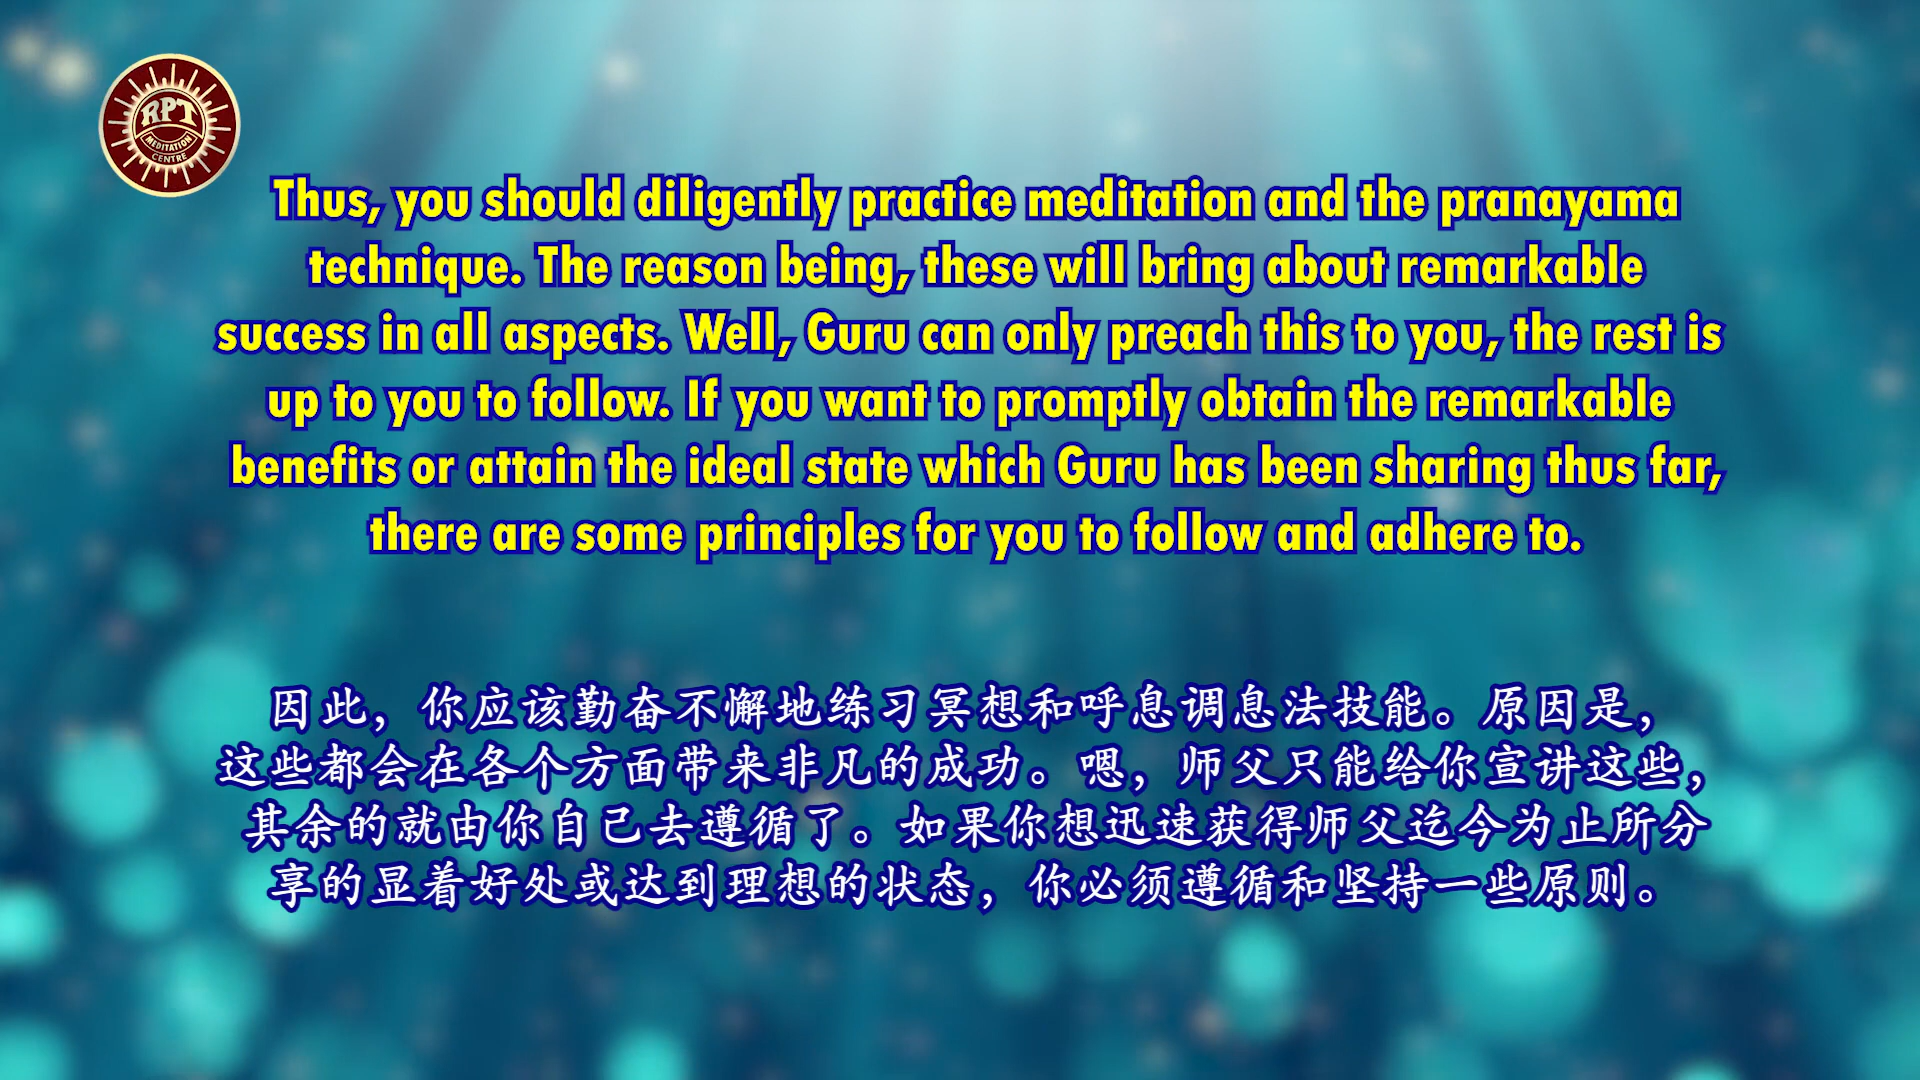 RPT
MEDITATION
CENTRE
Thus, you should diligently practice meditation and the pranayama
technique. The reason being, these will bring about remarkable
success in all aspects. Well, Guru can only preach this to you, the rest is
up to you to follow. If you want to promptly obtain the remarkable
benefits or attain the ideal state which Guru has been sharing thus far,
there are some principles for you to follow and adhere to.
因此，你应该勤奋不懈地练习冥想和呼息调息法技能。原因是，
这些都会在各个方面带来非凡的成功。嗯，师父只能给你宣讲这些，
其余的就由你自己去遵循了。如果你想迅速获得师父迄今为止所分
享的显着好处或达到理想的状态，你必须遵循和坚持一些原则。